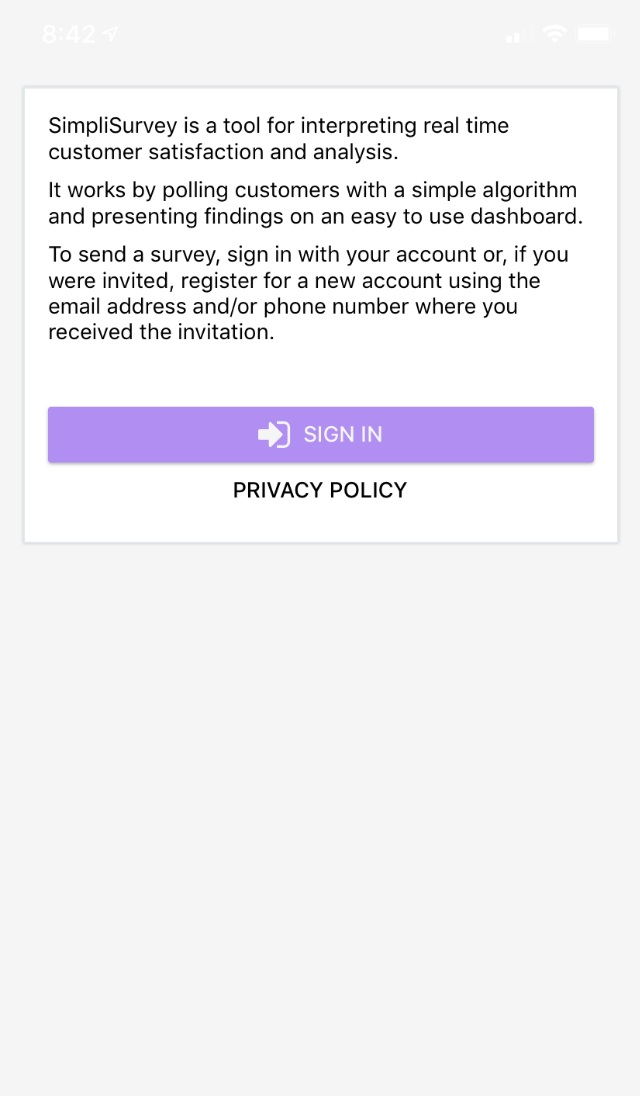 8:42
SimpliSurvey is a tool for interpreting real time
customer satisfaction and analysis.
It works by polling customers with a simple algorithm
and presenting findings on an easy to use dashboard.
To send a survey, sign in with your account or, if you
were invited, register for a new account using the
email address and/or phone number where you
received the invitation.
SIGN IN
PRIVACY POLICY